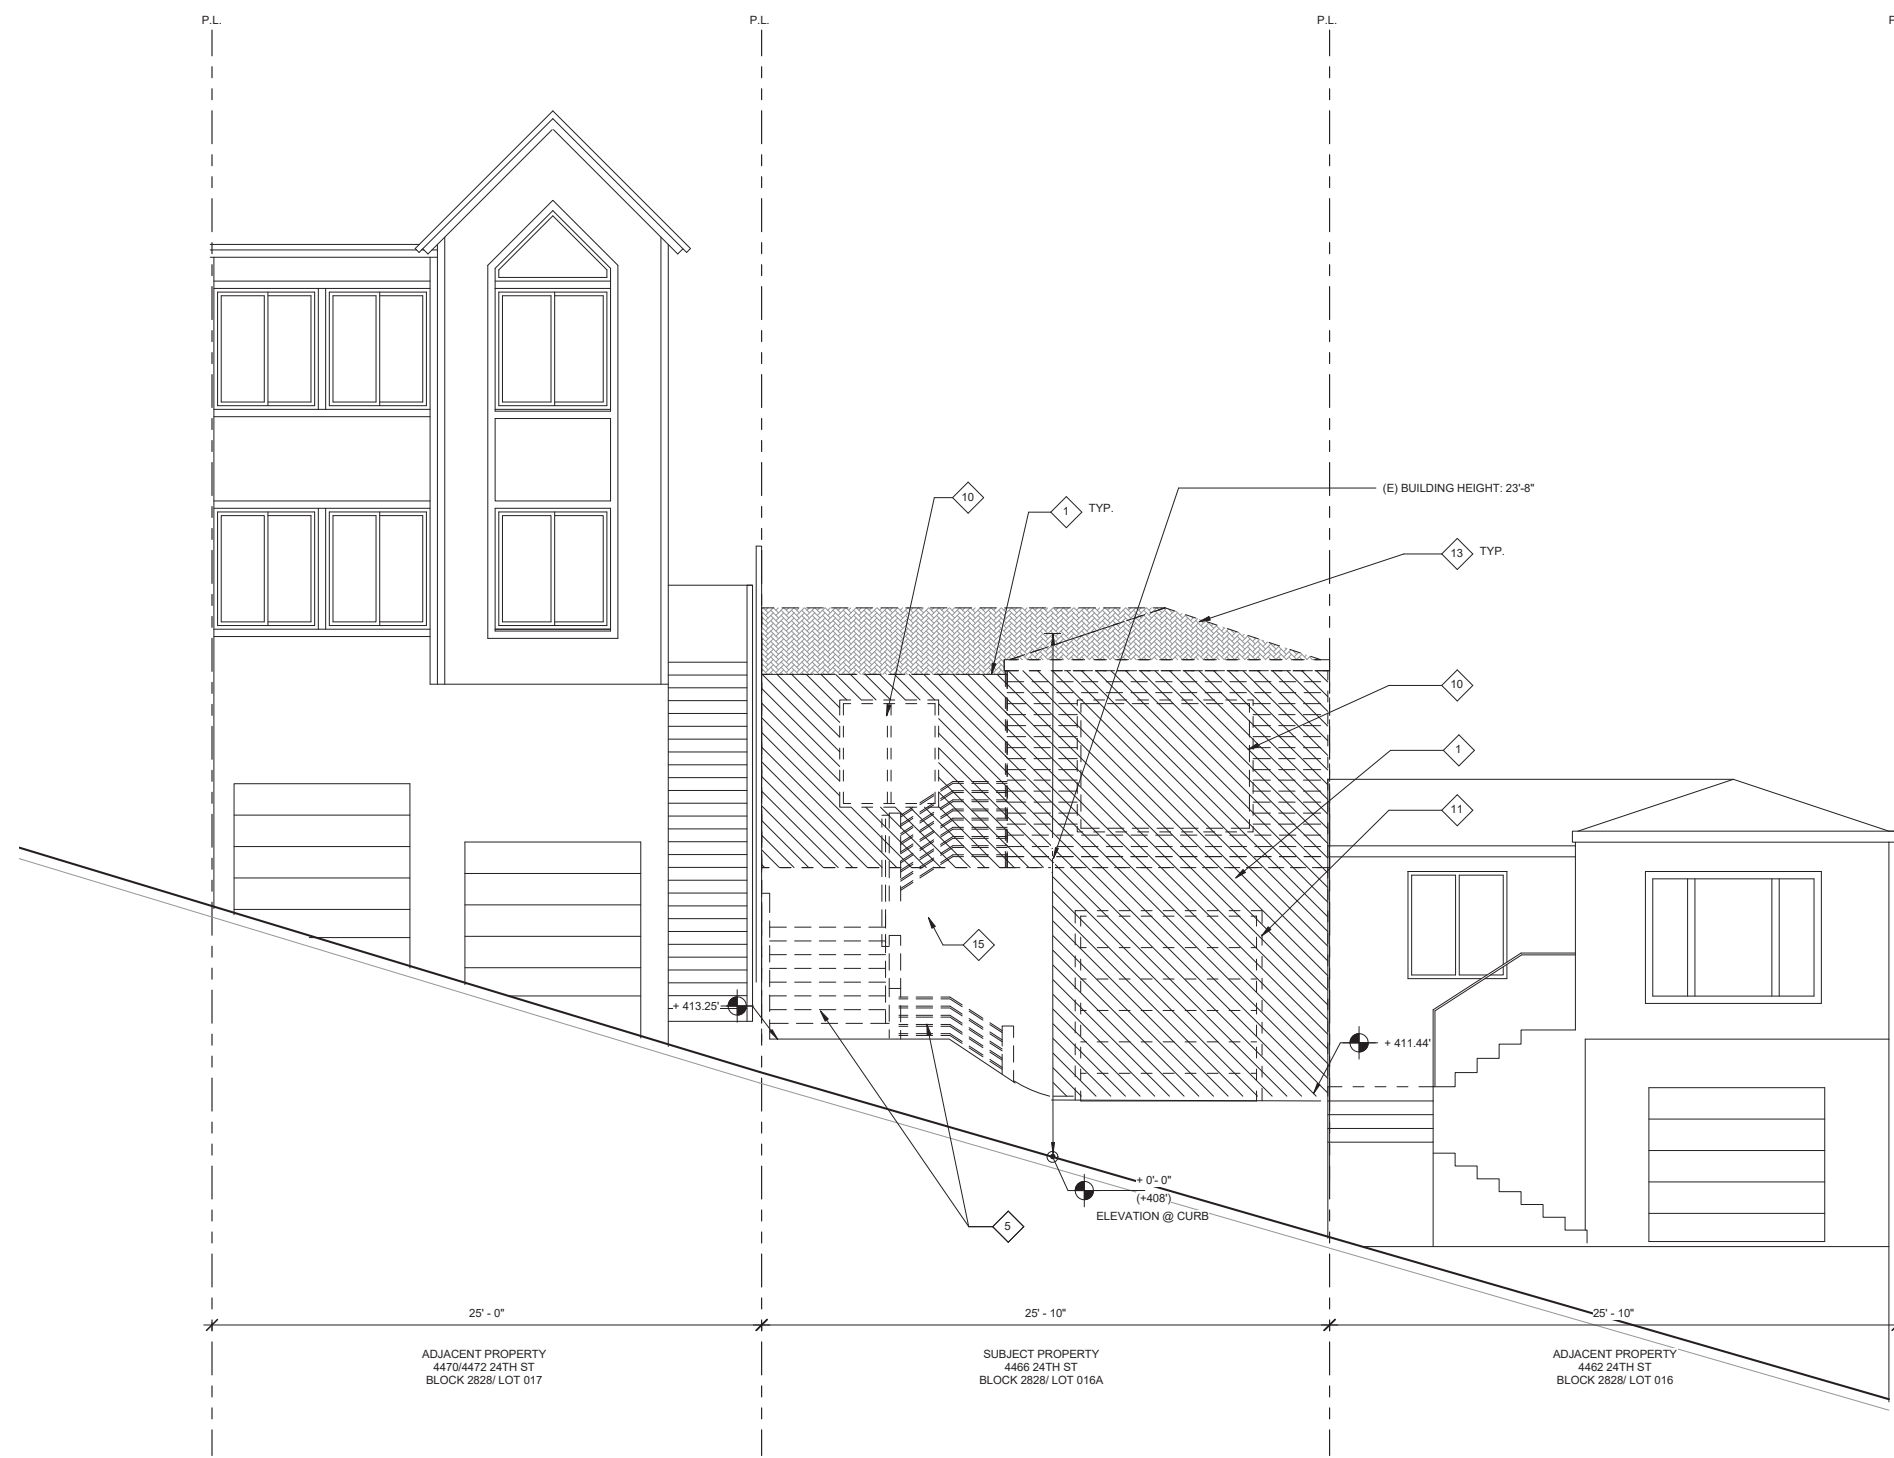 P.L.
P.L.
P.L.
10
1 TYP.
(E) BUILDING HEIGHT: 23'-8"
13 TYP.
10
1
11
15
+ 413.25'
+ 411.44'
+ 0'- 0"
(+408')
ELEVATION @ CURB
5
25' - 0"
25' - 10"
25' - 10"
ADJACENT PROPERTY
4470/4472 24TH ST
BLOCK 2828/ LOT 017
SUBJECT PROPERTY
4466 24TH ST
BLOCK 2828/ LOT 016A
ADJACENT PROPERTY
4462 24TH ST
BLOCK 2828/ LOT 016